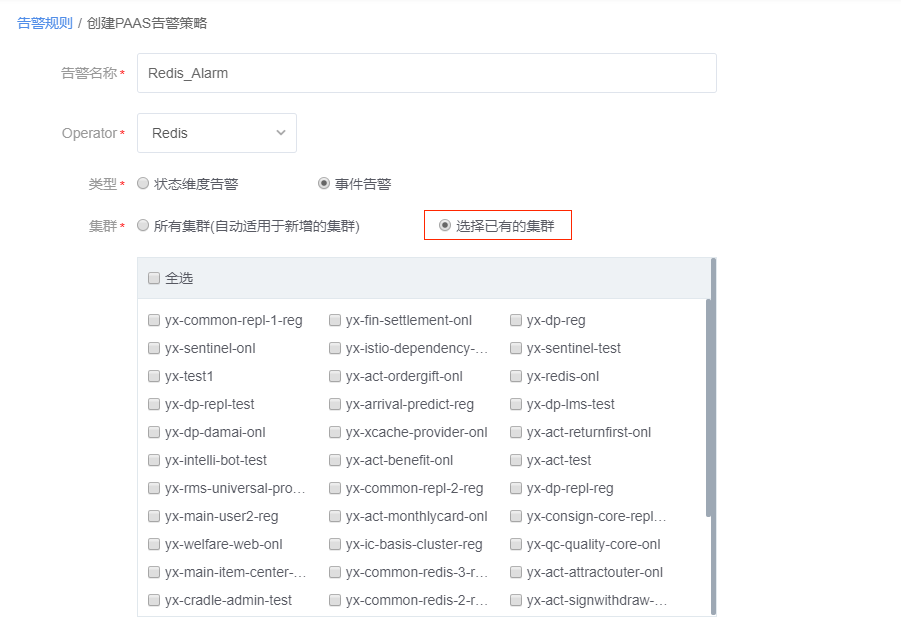 告警规则 / 创建PAAS告警策略
告警名称* Redis_Alarm
Operator* Redis
类型* 状态维度告警 事件告警
集群* 所有集群(自动适用于新增的集群) 选择已有的集群
全选
yx-common-repl-1-reg yx-fin-settlement-onl yx-dp-reg
yx-sentinel-onl yx-istio-dependency-... yx-sentinel-test
yx-test1 yx-act-ordergift-onl yx-redis-onl
yx-dp-repl-test yx-arrival-predict-reg yx-dp-lms-test
yx-dp-damai-onl yx-xcache-provider-onl yx-act-returnfirst-onl
yx-intelli-bot-test yx-act-benefit-onl yx-act-test
yx-rms-universal-pro... yx-common-repl-2-reg yx-dp-repl-reg
yx-main-user2-reg yx-act-monthlycard-onl yx-consign-core-repl...
yx-welfare-web-onl yx-ic-basis-cluster-reg yx-qc-quality-core-onl
yx-main-item-center-... yx-common-redis-3-r... yx-act-attractouter-onl
yx-cradle-admin-test yx-common-redis-2-r... yx-act-signwithdraw-...